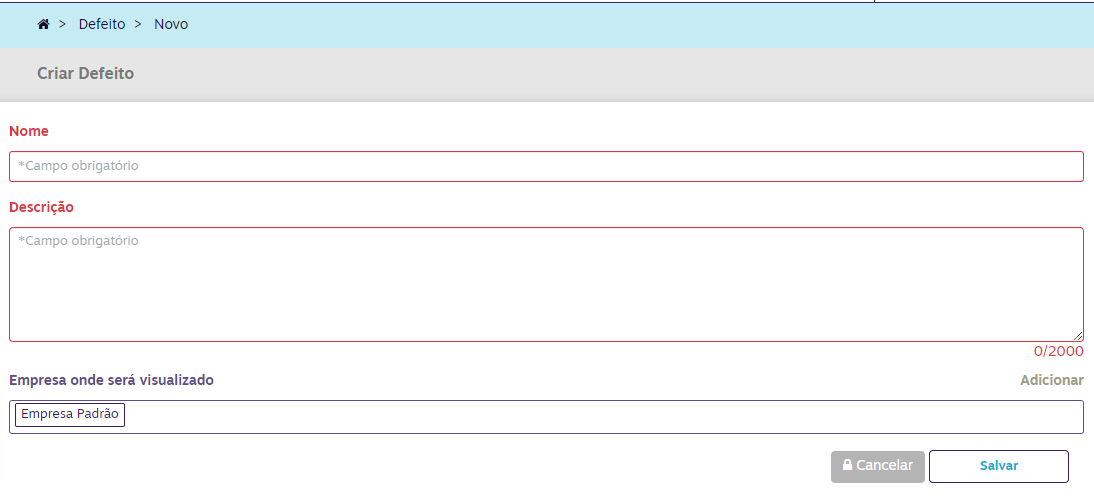 > Defeito > Novo
Criar Defeito
Nome
*Campo obrigatório
Descrição
*Campo obrigatório
0/2000
Empresa onde será visualizado Adicionar
Empresa Padrão
Cancelar Salvar